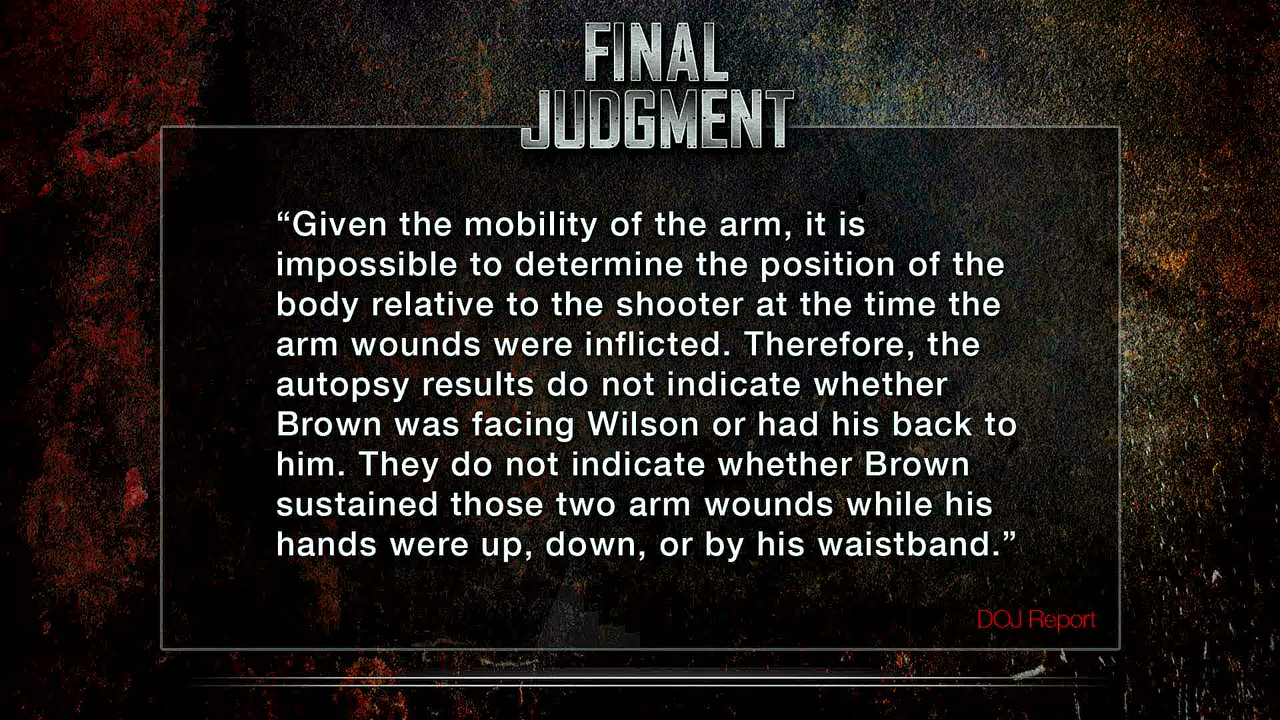 FINAL
JUDGMENT
“Given the mobility of the arm, it is
impossible to determine the position of the
body relative to the shooter at the time the
arm wounds were inflicted. Therefore, the
autopsy results do not indicate whether
Brown was facing Wilson or had his back to
him. They do not indicate whether Brown
sustained those two arm wounds while his
hands were up, down, or by his waistband.”
DOJ Report